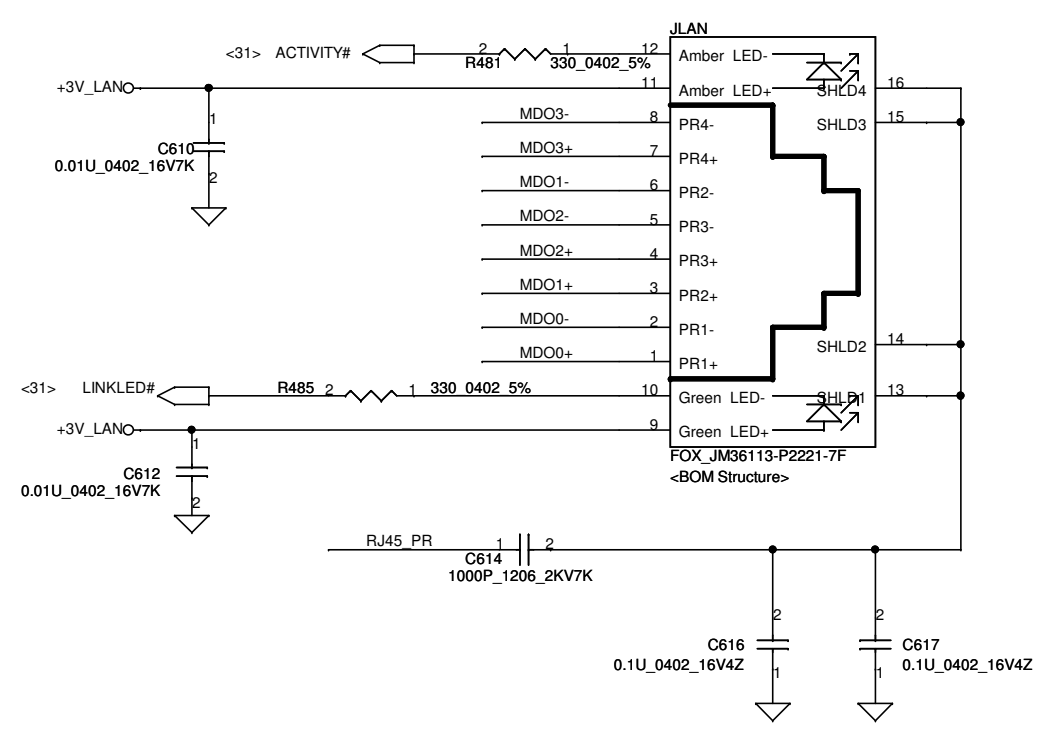 JLAN
<31> ACTIVITY# 2 R481 1 330_0402_5% 12 Amber LED-
+3V_LAN 11 Amber LED+ SHLD4 16
MDO3- 8 PR4- SHLD3 15
1
C610
0.01U_0402_16V7K
2
MDO3+ 7 PR4+
MDO1- 6 PR2-
MDO2- 5 PR3-
MDO2+ 4 PR3+
MDO1+ 3 PR2+
MDO0- 2 PR1-
SHLD2 14
MDO0+ 1 PR1+
<31> LINKLED# R485 2 1 330_0402_5% 10 Green LED- SHLD1 13
+3V_LAN 9 Green LED+
1
C612
0.01U_0402_16V7K
2
FOX_JM36113-P2221-7F
<BOM Structure>
RJ45_PR 1 2
C614
1000P_1206_2KV7K
2 2
C616 C617
0.1U_0402_16V4Z 0.1U_0402_16V4Z
1 1